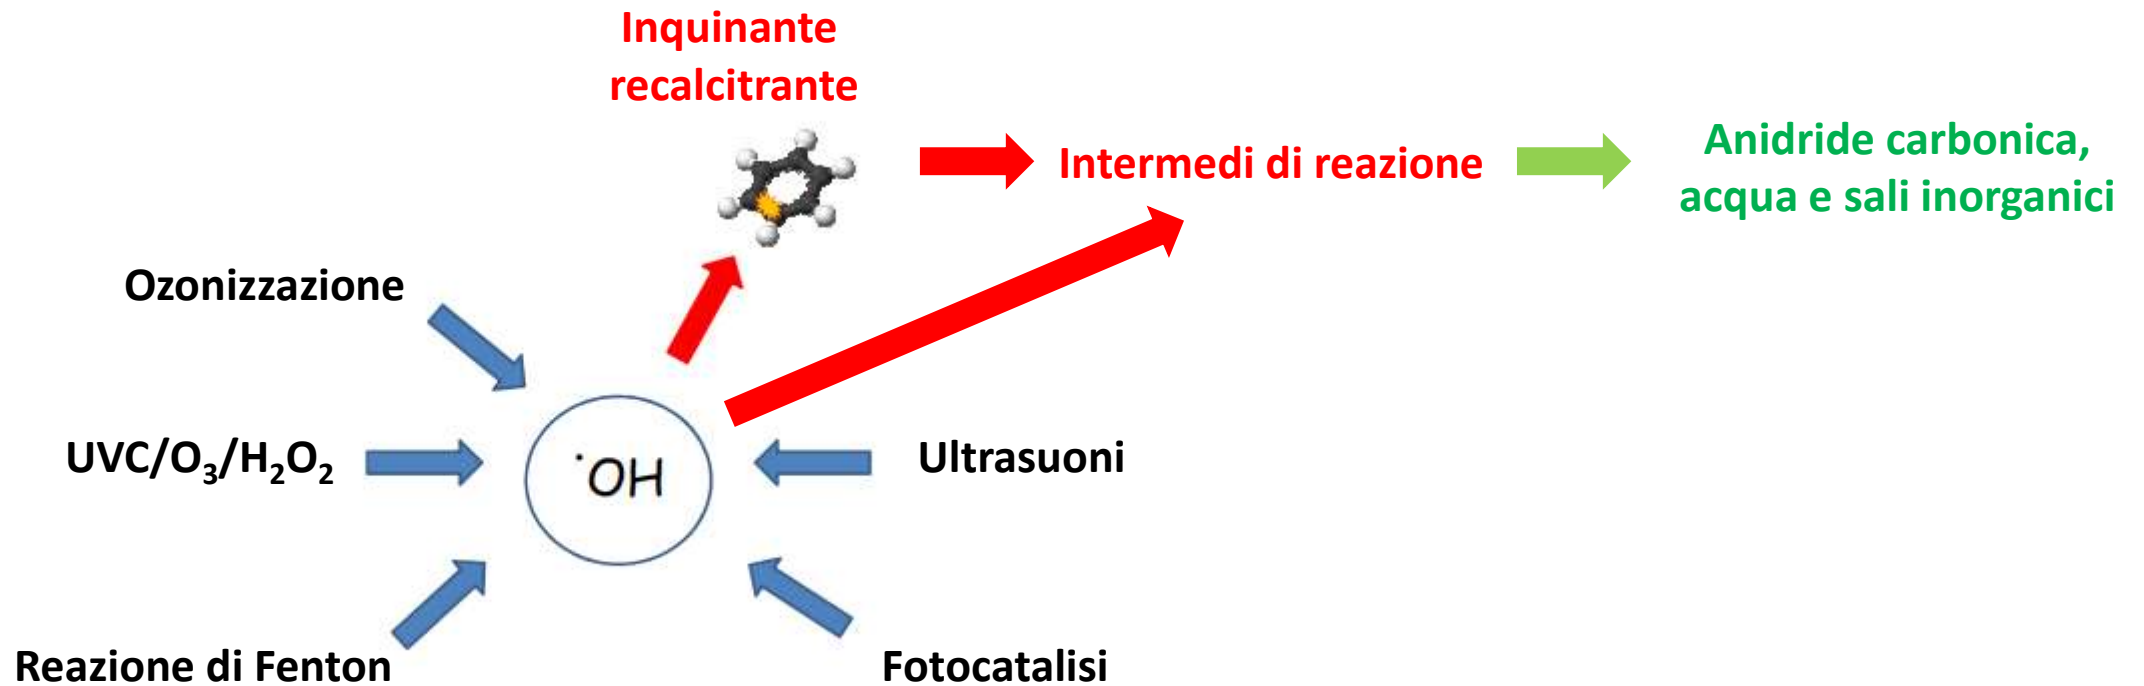 Inquinante
recalcitrante
Intermedi di reazione
Anidride carbonica,
acqua e sali inorganici
Ozonizzazione
UVC/O₃/H₂O₂
˙OH
Ultrasuoni
Reazione di Fenton
Fotocatalisi